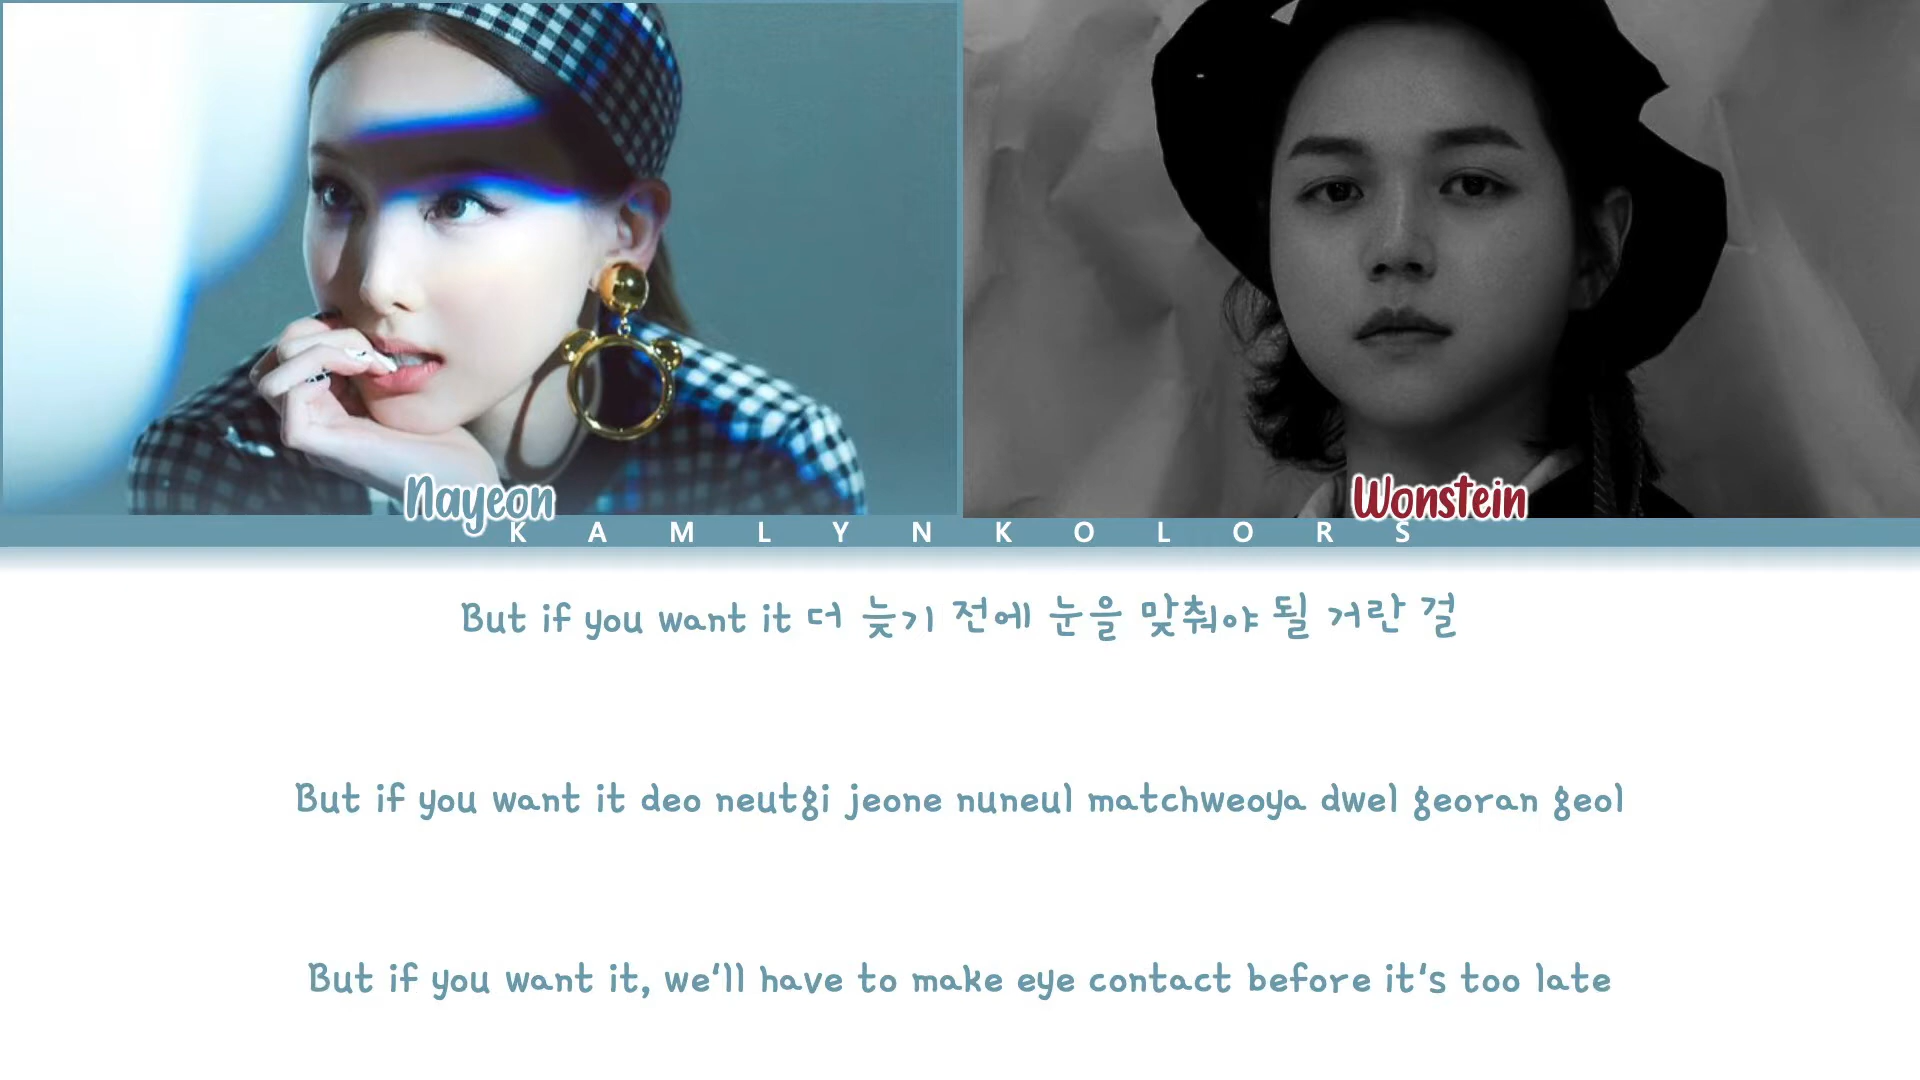 Nayeon
Wonstein
KAMLYNKOLORS
But if you want it 더 늦기 전에 눈을 맞춰야 될 거란 걸
But if you want it deo neutgi jeone nuneul matchweoya dwel georan geol
But if you want it, we'll have to make eye contact before it's too late